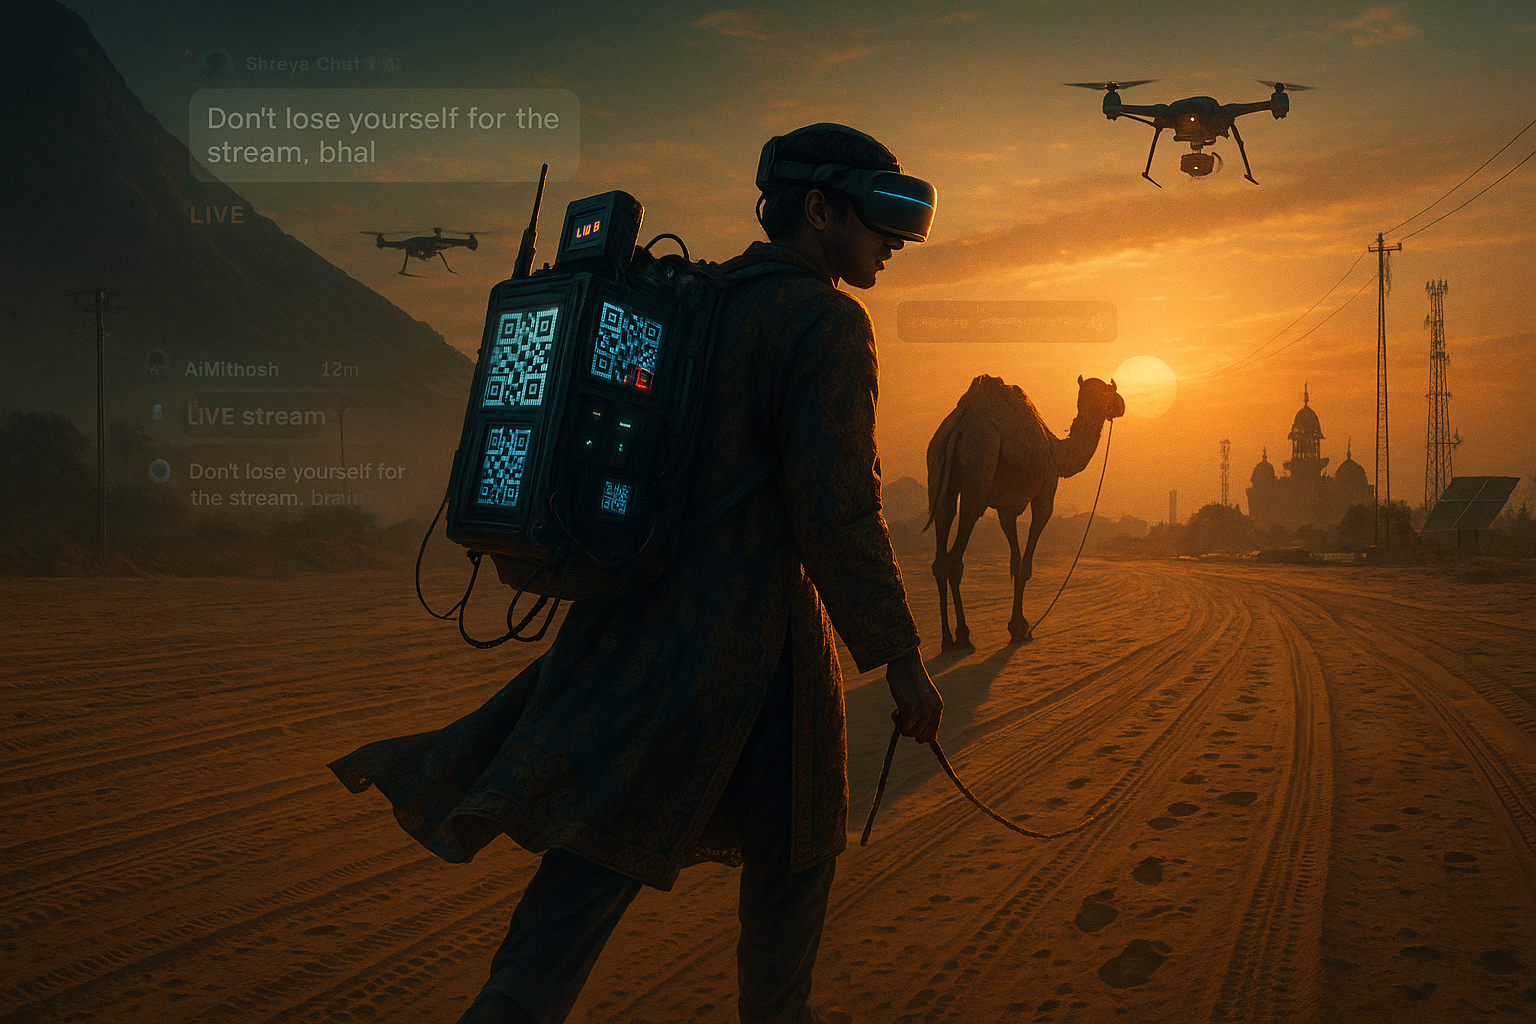 Shreya Chat
Don't lose yourself for the
stream, bhal
LIVE
AiMithosh 12m
LIVE stream
Don't lose yourself for
the stream.